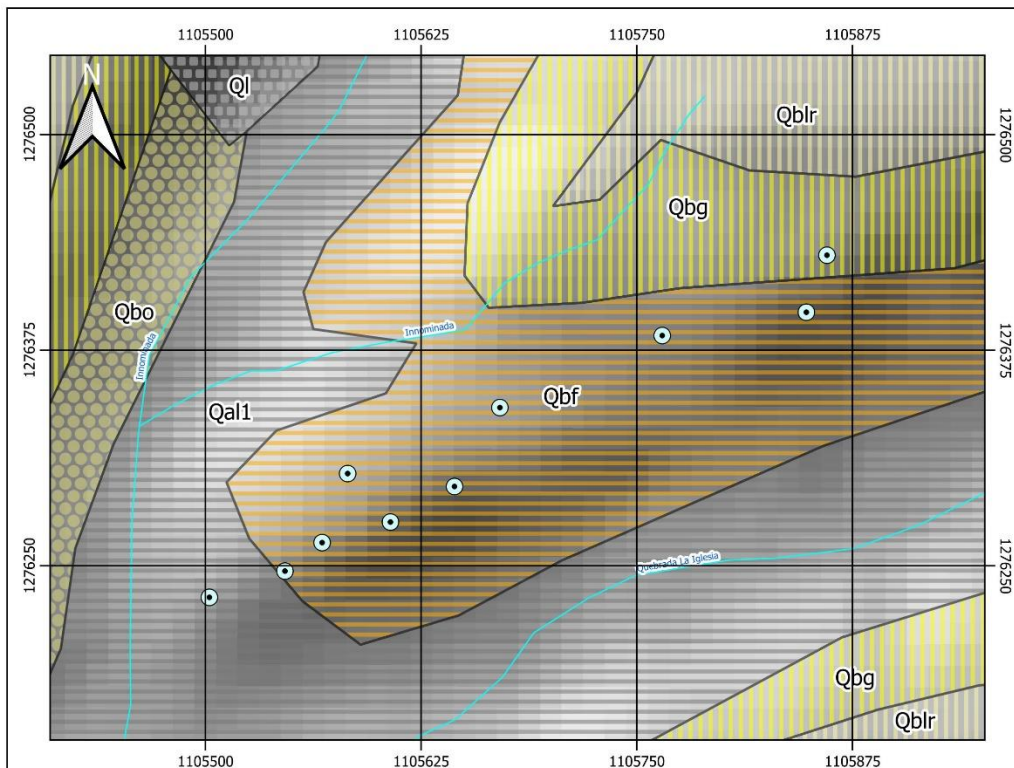 1105500 1105625 1105750 1105875
N
Ql
Qblr
1276500 1276500
Qbg
Qbo
Innominada
Innominada
1276375 1276375
Qal1
Qbf
1276250 1276250
Quebrada La Iglesia
Qbg
Qblr
1105500 1105625 1105750 1105875